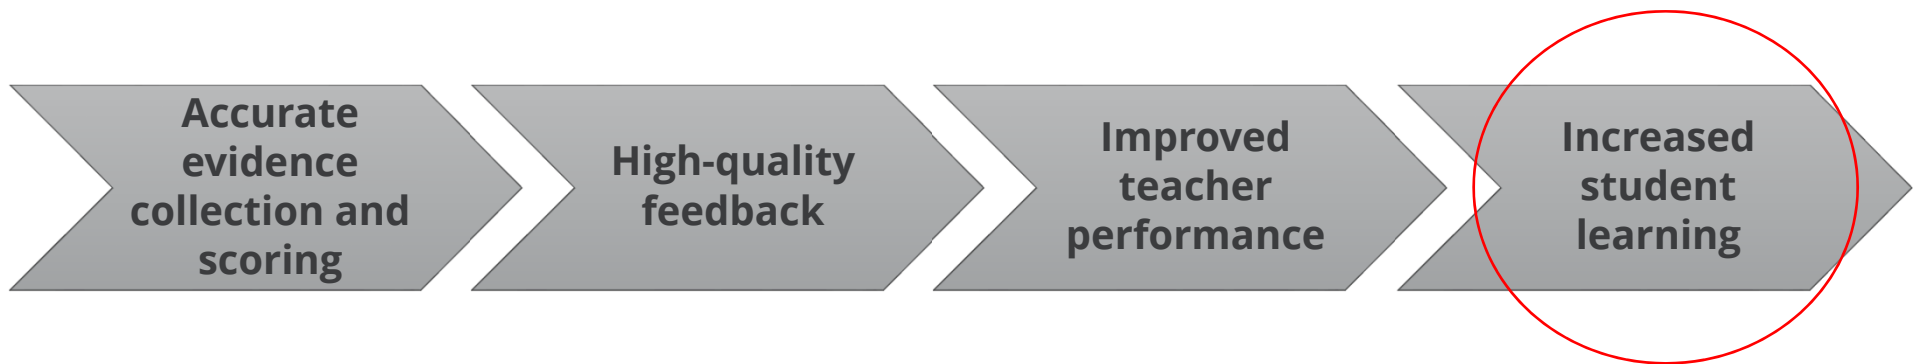 Accurate
evidence
collection and
scoring
High-quality
feedback
Improved
teacher
performance
Increased
student
learning